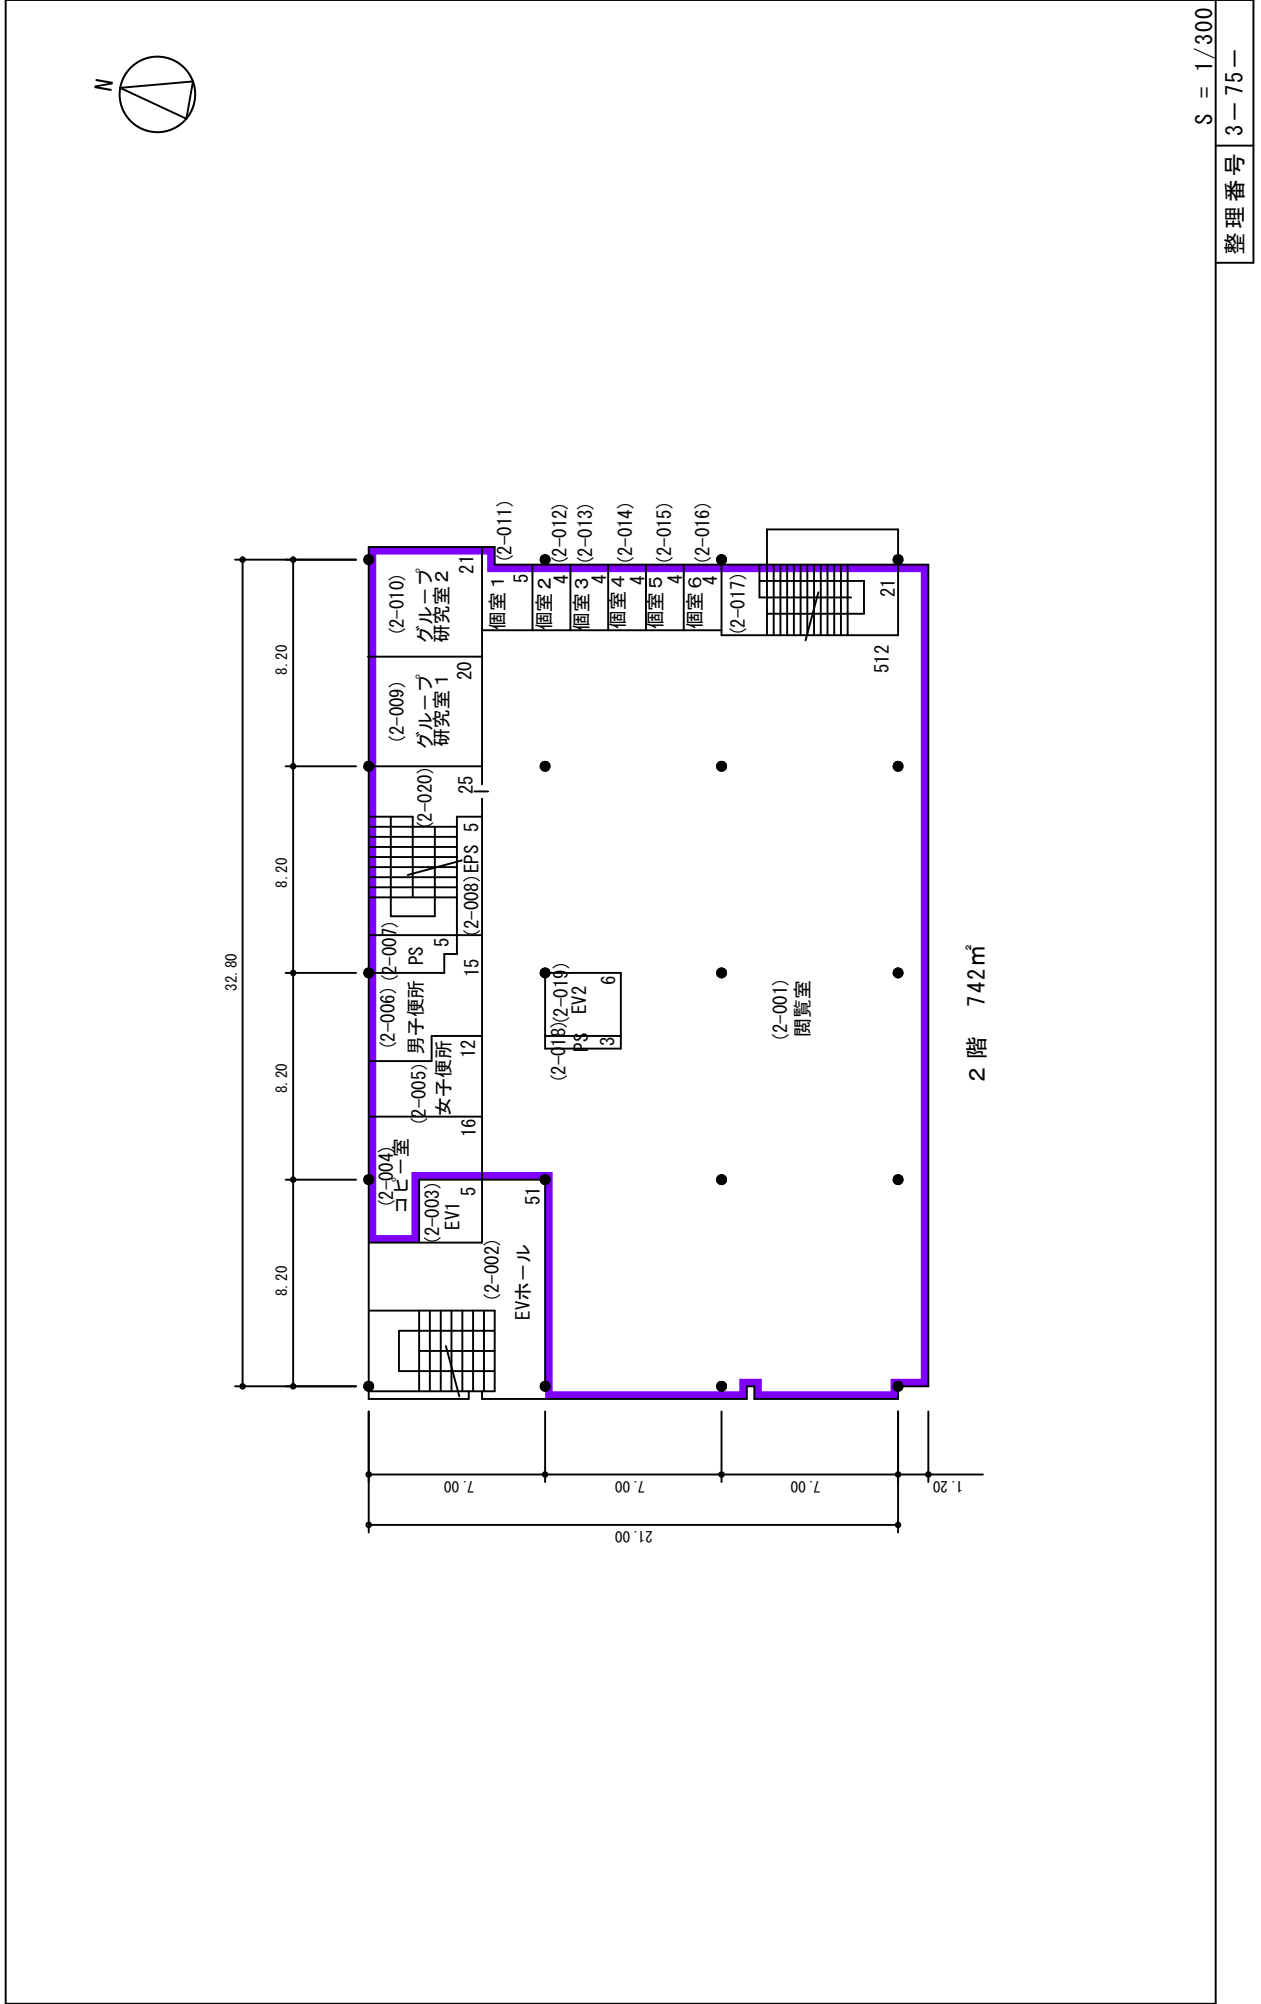 N
S = 1/300
整理番号
3－75－
32.80
8.20
8.20
8.20
8.20
(2-010)
グループ
研究室２
21
(2-009)
グループ
研究室１
20
(2-020)
25
(2-008) EPS
5
(2-007)
PS
5
(2-006)
男子便所
15
(2-005)
女子便所
12
(2-004)
コピー室
16
(2-003)
EV1
5
(2-002)
EVホール
51
(2-011)
個室１
5
(2-012)
個室２
4
(2-013)
個室３
4
(2-014)
個室４
4
(2-015)
個室５
4
(2-016)
個室６
4
(2-017)
21
512
(2-019)
EV2
6
(2-018)
PS
3
(2-001)
閲覧室
２階 742㎡
7.00
7.00
7.00
1.20
21.00